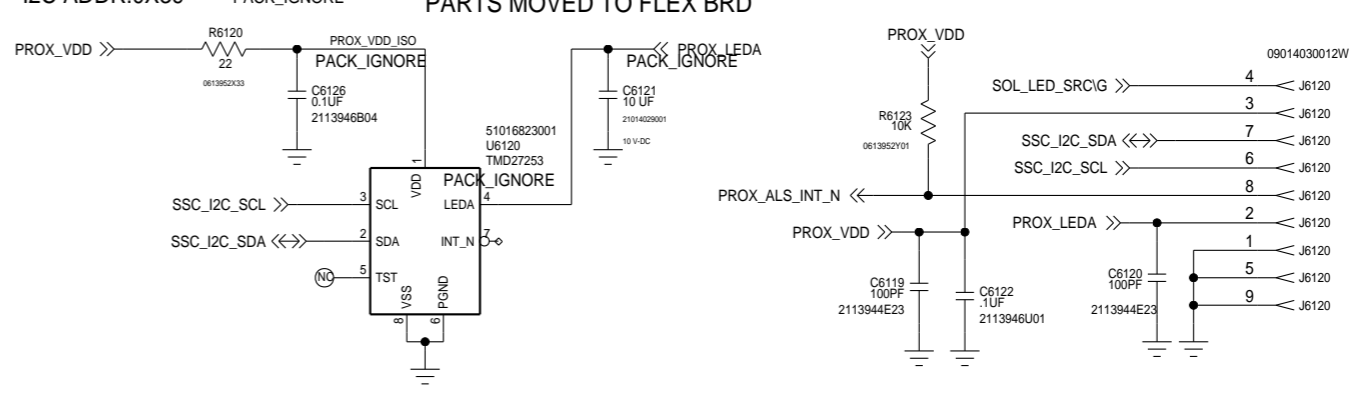 PACK_IGNORE
PARTS MOVED TO FLEX BRD
PROX_VDD
R6120
22
0613952X33
PROX_VDD_ISO
PACK_IGNORE
C6126
0.1UF
2113946B04
PROX_LEDA
PACK_IGNORE
C6121
10 UF
21014029001
10 V-DC
51016823001
U6120
TMD27253
PACK_IGNORE
1
VDD
SSC_I2C_SCL
3
SCL
LEDA
4
SSC_I2C_SDA
2
SDA
INT_N
7
NC
5
TST
VSS
PGND
8
6
PROX_VDD
R6123
10K
0613952Y01
PROX_ALS_INT_N
PROX_VDD
C6119
100PF
2113944E23
C6122
.1UF
2113946U01
09014030012W
SOL_LED_SRC\G
4
J6120
3
J6120
SSC_I2C_SDA
7
J6120
SSC_I2C_SCL
6
J6120
8
J6120
PROX_LEDA
2
J6120
1
J6120
C6120
100PF
2113944E23
5
J6120
9
J6120